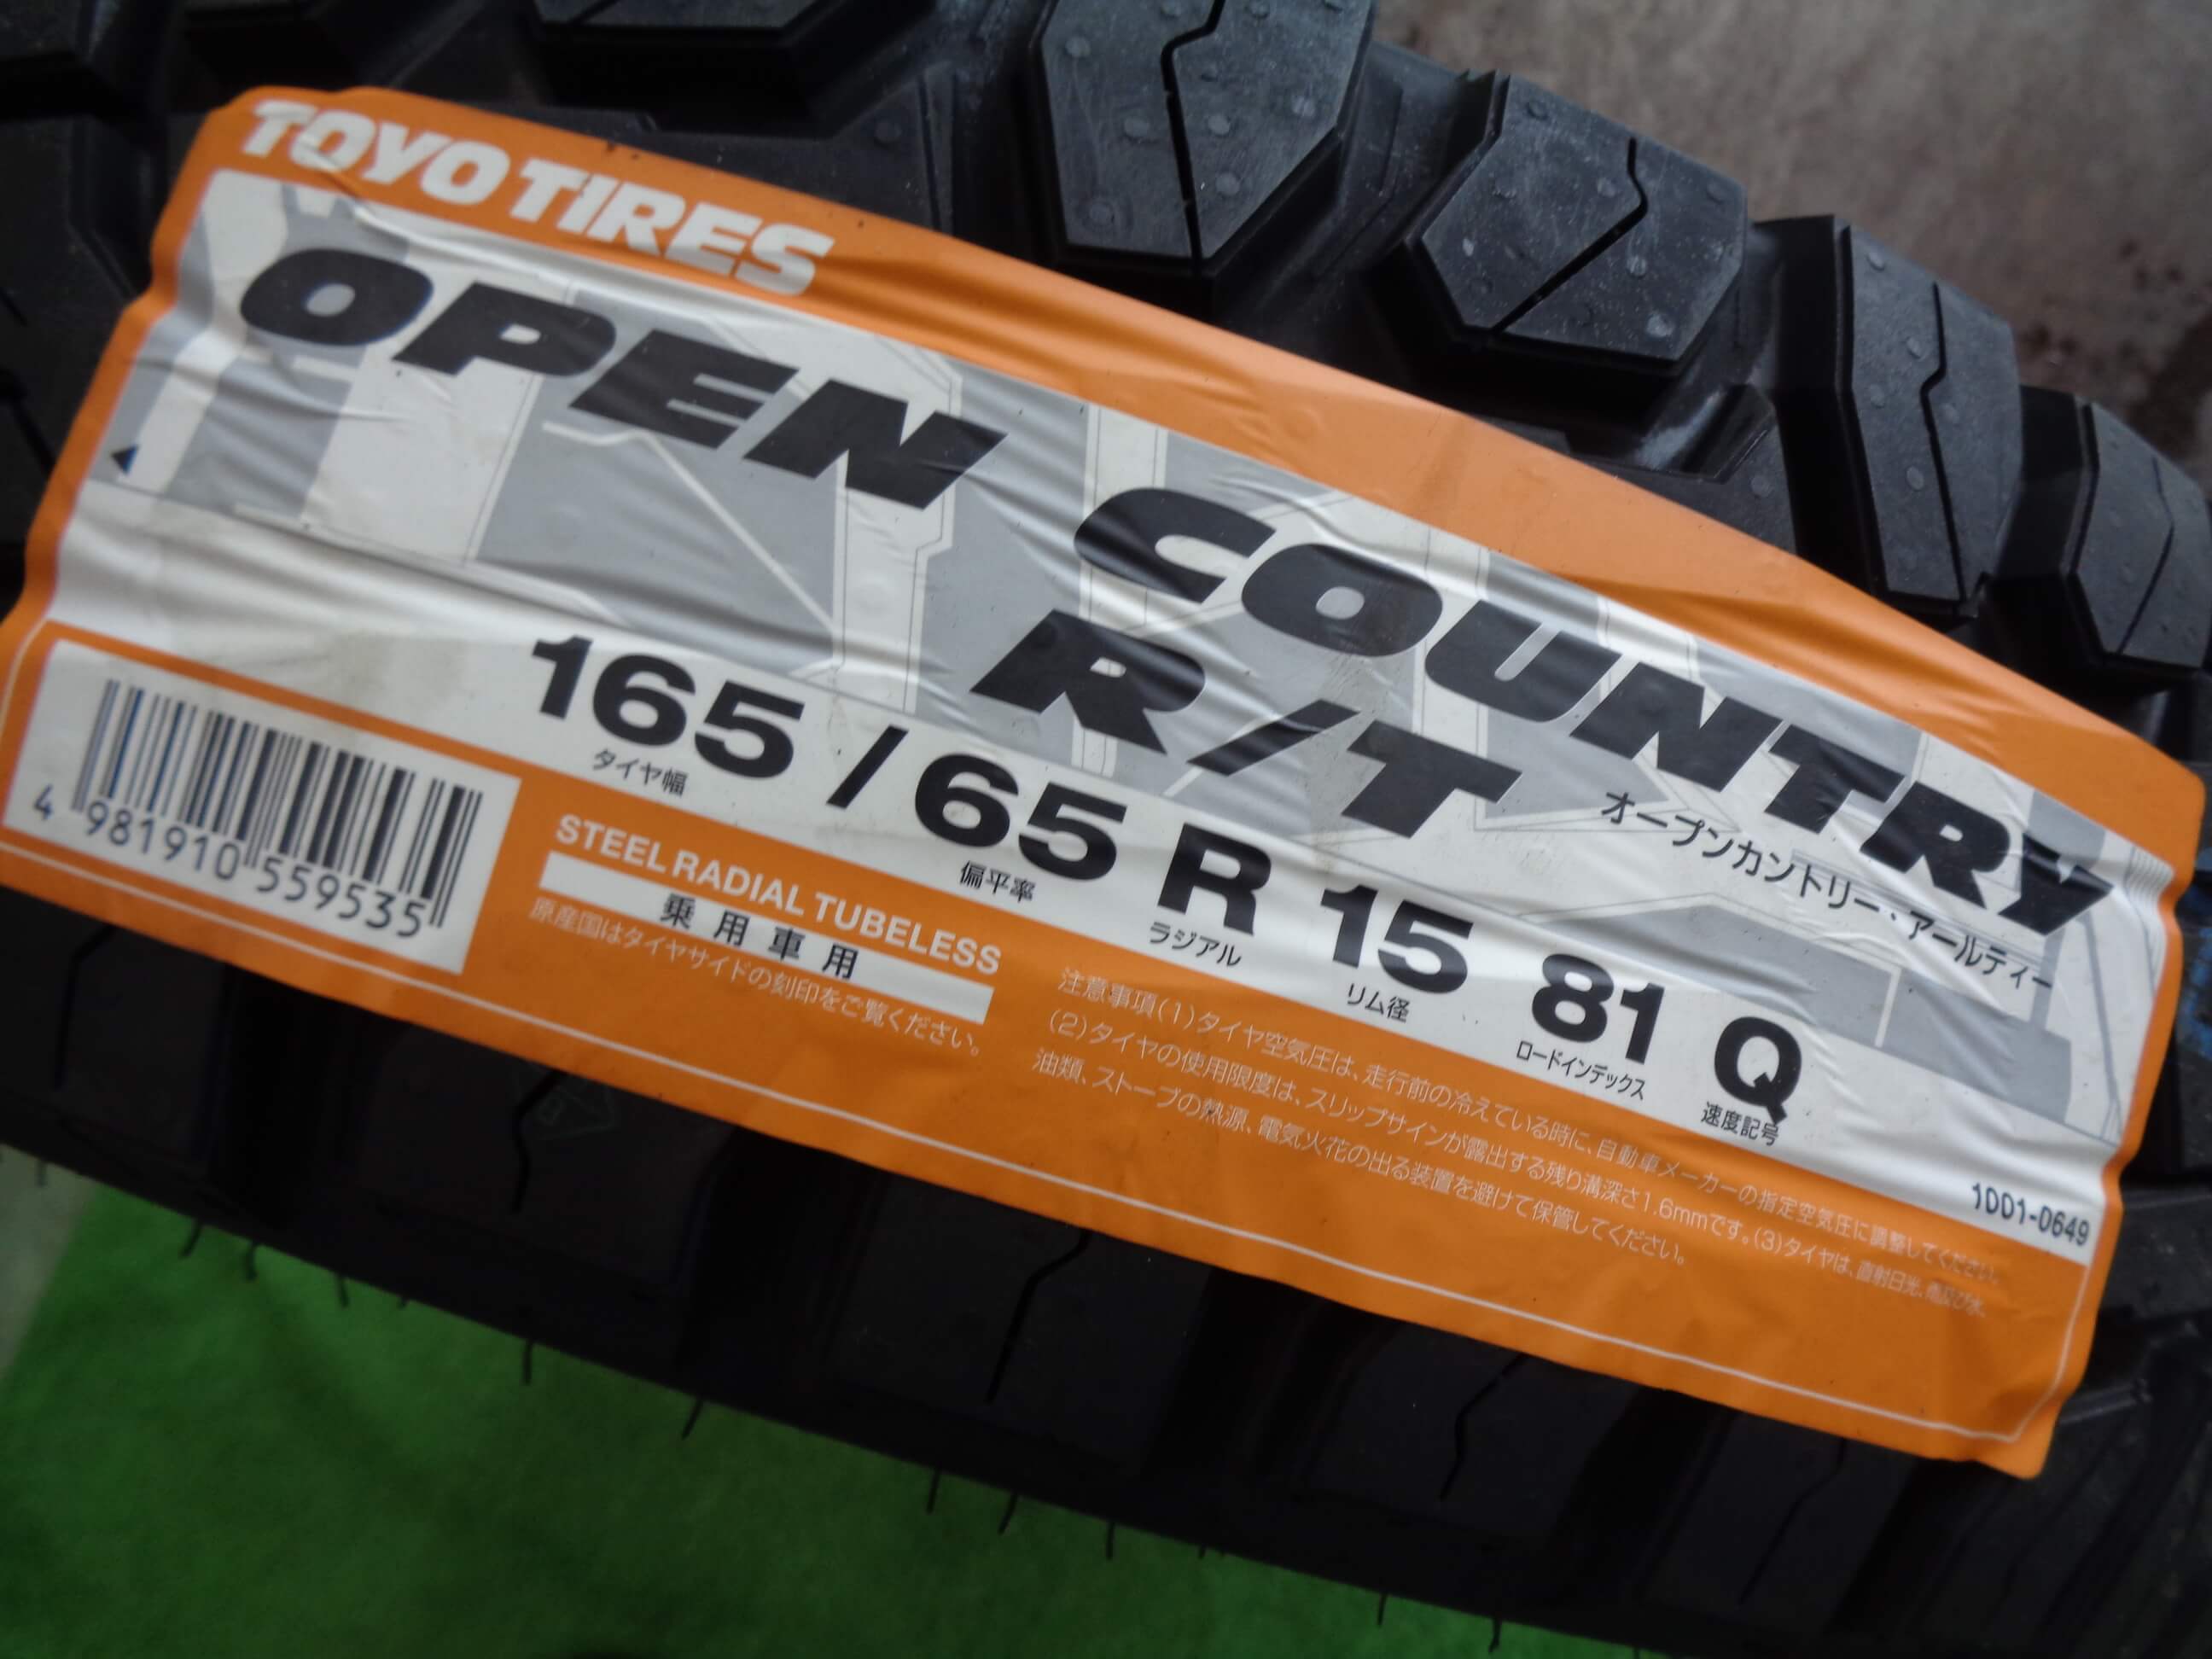 TOYO TIRES
OPEN COUNTRY
R/T
オープンカントリー・アールティー
165 / 65 R 15 81 Q
タイヤ幅 偏平率 ラジアル リム径 ロードインデックス 速度記号
1DD1-0649
4 981910 559535
STEEL RADIAL TUBELESS
乗用車用
原産国はタイヤサイドの刻印をご覧ください。
注意事項(1)タイヤ空気圧は、走行前の冷えている時に、自動車メーカーの指定空気圧に調整してください。
(2)タイヤの使用限度は、スリップサインが露出する残り溝深さ1.6mmです。(3)タイヤは、直射日光、雨及び水、
油類、ストーブの熱源、電気火花の出る装置を避けて保管してください。